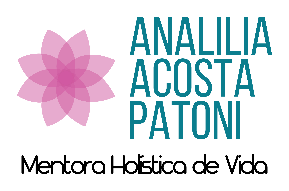 ANALILIA
ACOSTA
PATONI
Mentora Holística de Vida